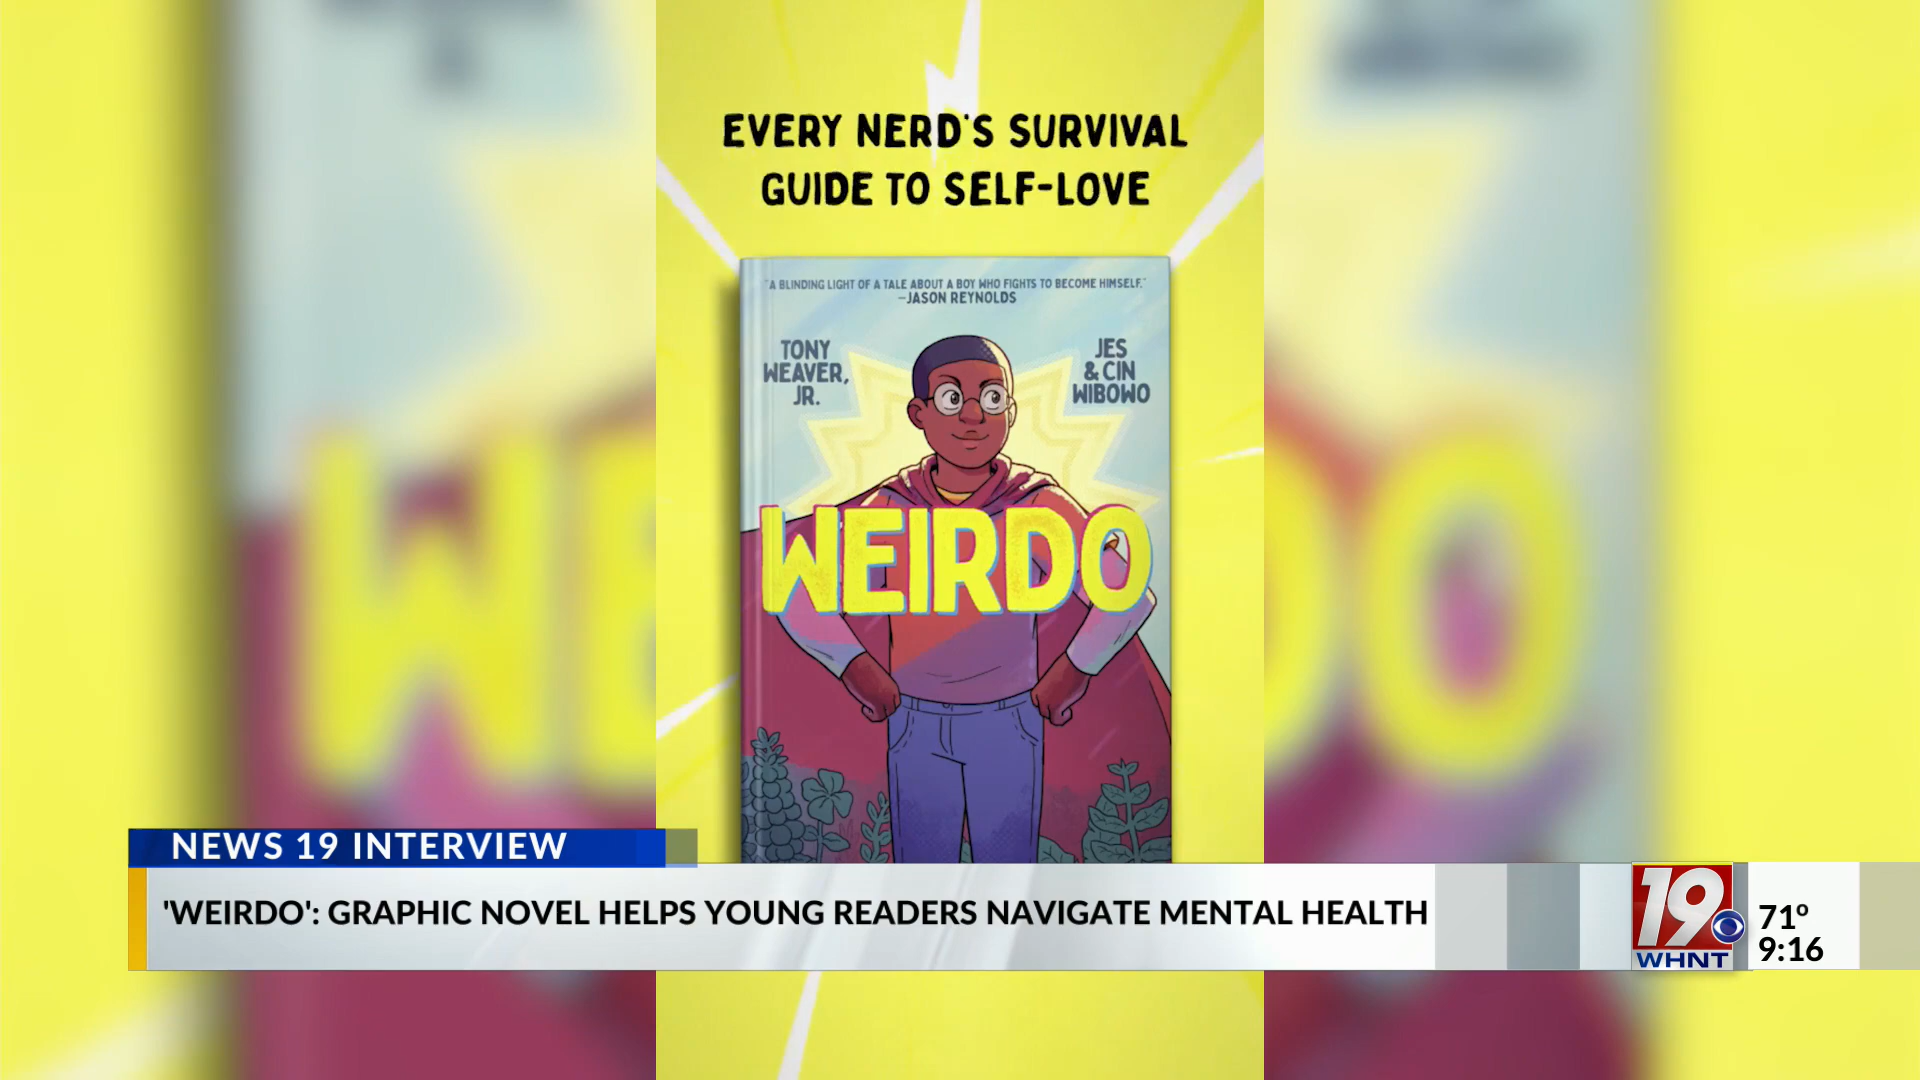 EVERY NERD'S SURVIVAL
GUIDE TO SELF-LOVE
"A BLINDING LIGHT OF A TALE ABOUT A BOY WHO FIGHTS TO BECOME HIMSELF."
—JASON REYNOLDS
TONY
WEAVER,
JR.
JES
& CIN
WIBOWO
WEIRDO
NEWS 19 INTERVIEW
'WEIRDO': GRAPHIC NOVEL HELPS YOUNG READERS NAVIGATE MENTAL HEALTH
19
WHNT
71°
9:16